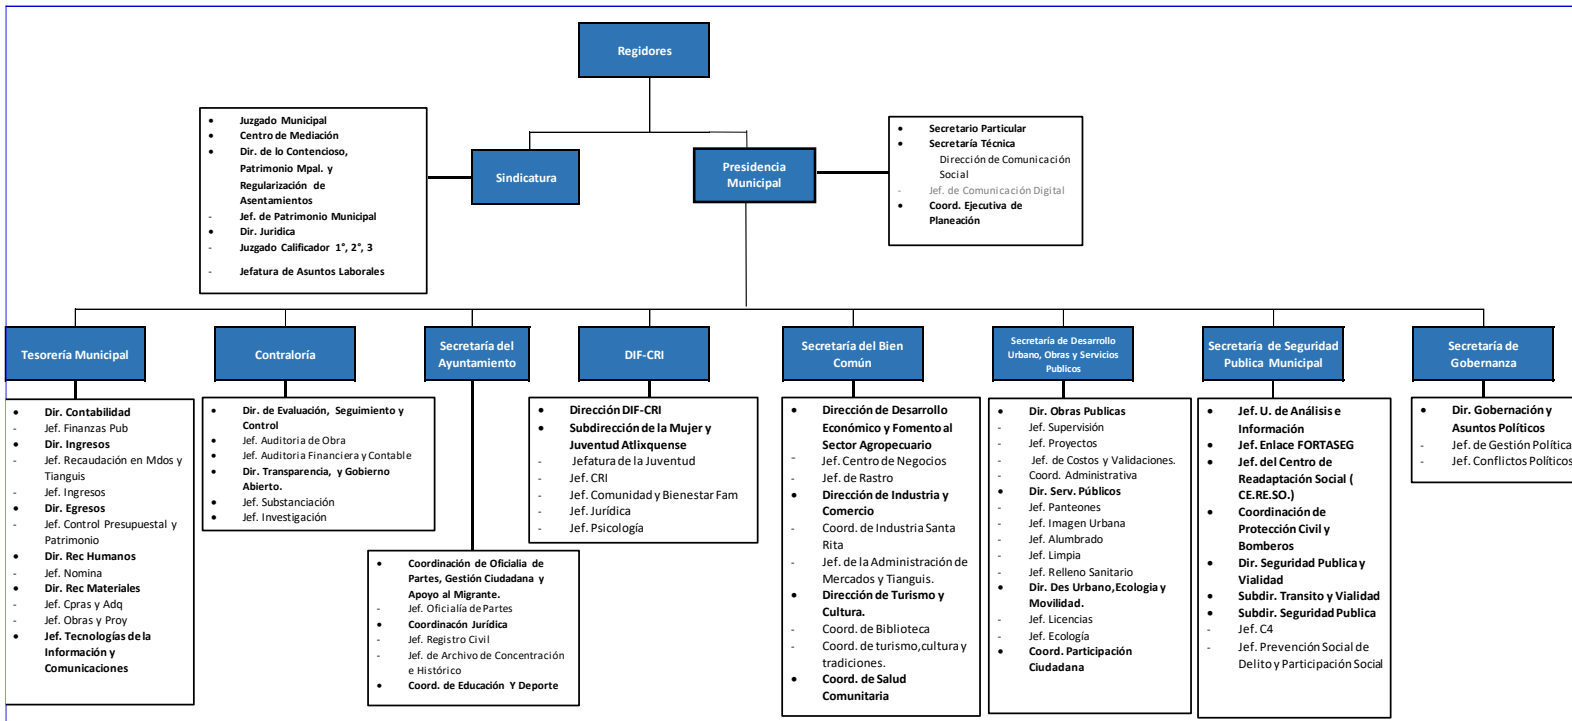 Regidores
• Juzgado Municipal
• Centro de Mediación
• Dir. de lo Contencioso,
Patrimonio Mpal. y
Regularización de
Asentamientos
- Jef. de Patrimonio Municipal
• Dir. Juridica
- Juzgado Calificador 1°, 2°, 3
- Jefatura de Asuntos Laborales
Sindicatura
Presidencia
Municipal
• Secretario Particular
• Secretaría Técnica
Dirección de Comunicación
Social
- Jef. de Comunicación Digital
• Coord. Ejecutiva de
Planeación
Tesorería Municipal
• Dir. Contabilidad
- Jef. Finanzas Pub
• Dir. Ingresos
- Jef. Recaudación en Mdos y
Tianguis
- Jef. Ingresos
• Dir. Egresos
- Jef. Control Presupuestal y
Patrimonio
• Dir. Rec Humanos
- Jef. Nomina
• Dir. Rec Materiales
- Jef. Cpras y Adq
- Jef. Obras y Proy
• Jef. Tecnologías de la
Información y
Comunicaciones
Contraloría
• Dir. de Evaluación, Seguimiento y
Control
- Jef. Auditoria de Obra
- Jef. Auditoria Financiera y Contable
• Dir. Transparencia, y Gobierno
Abierto.
- Jef. Substanciación
- Jef. Investigación
Secretaría del
Ayuntamiento
• Coordinación de Oficialia de
Partes, Gestión Ciudadana y
Apoyo al Migrante.
- Jef. Oficialía de Partes
• Coordinacón Jurídica
- Jef. Registro Civil
- Jef. de Archivo de Concentración
e Histórico
• Coord. de Educación Y Deporte
DIF-CRI
• Dirección DIF-CRI
• Subdirección de la Mujer y
Juventud Atlixquense
- Jefatura de la Juventud
- Jef. CRI
- Jef. Comunidad y Bienestar Fam
- Jef. Jurídica
- Jef. Psicología
Secretaría del Bien
Común
• Dirección de Desarrollo
Económico y Fomento al
Sector Agropecuario
- Jef. Centro de Negocios
- Jef. de Rastro
• Dirección de Industria y
Comercio
- Coord. de Industria Santa
Rita
- Jef. de la Administración de
Mercados y Tianguis.
• Dirección de Turismo y
Cultura.
- Coord. de Biblioteca
- Coord. de turismo,cultura y
tradiciones.
• Coord. de Salud
Comunitaria
Secretaría de Desarrollo
Urbano, Obras y Servicios
Publicos
• Dir. Obras Publicas
- Jef. Supervisión
- Jef. Proyectos
- Jef. de Costos y Validaciones.
- Coord. Administrativa
• Dir. Serv. Públicos
- Jef. Panteones
- Jef. Imagen Urbana
- Jef. Alumbrado
- Jef. Limpia
- Jef. Relleno Sanitario
• Dir. Des Urbano,Ecologia y
Movilidad.
- Jef. Licencias
- Jef. Ecología
• Coord. Participación
Ciudadana
Secretaría de Seguridad
Publica Municipal
• Jef. U. de Análisis e
Información
• Jef. Enlace FORTASEG
• Jef. del Centro de
Readaptación Social (
CE.RE.SO.)
• Coordinación de
Protección Civil y
Bomberos
• Dir. Seguridad Publica y
Vialidad
• Subdir. Transito y Vialidad
• Subdir. Seguridad Publica
- Jef. C4
- Jef. Prevención Social de
Delito y Participación Social
Secretaría de
Gobernanza
• Dir. Gobernación y
Asuntos Políticos
- Jef. de Gestión Política
- Jef. Conflictos Políticos